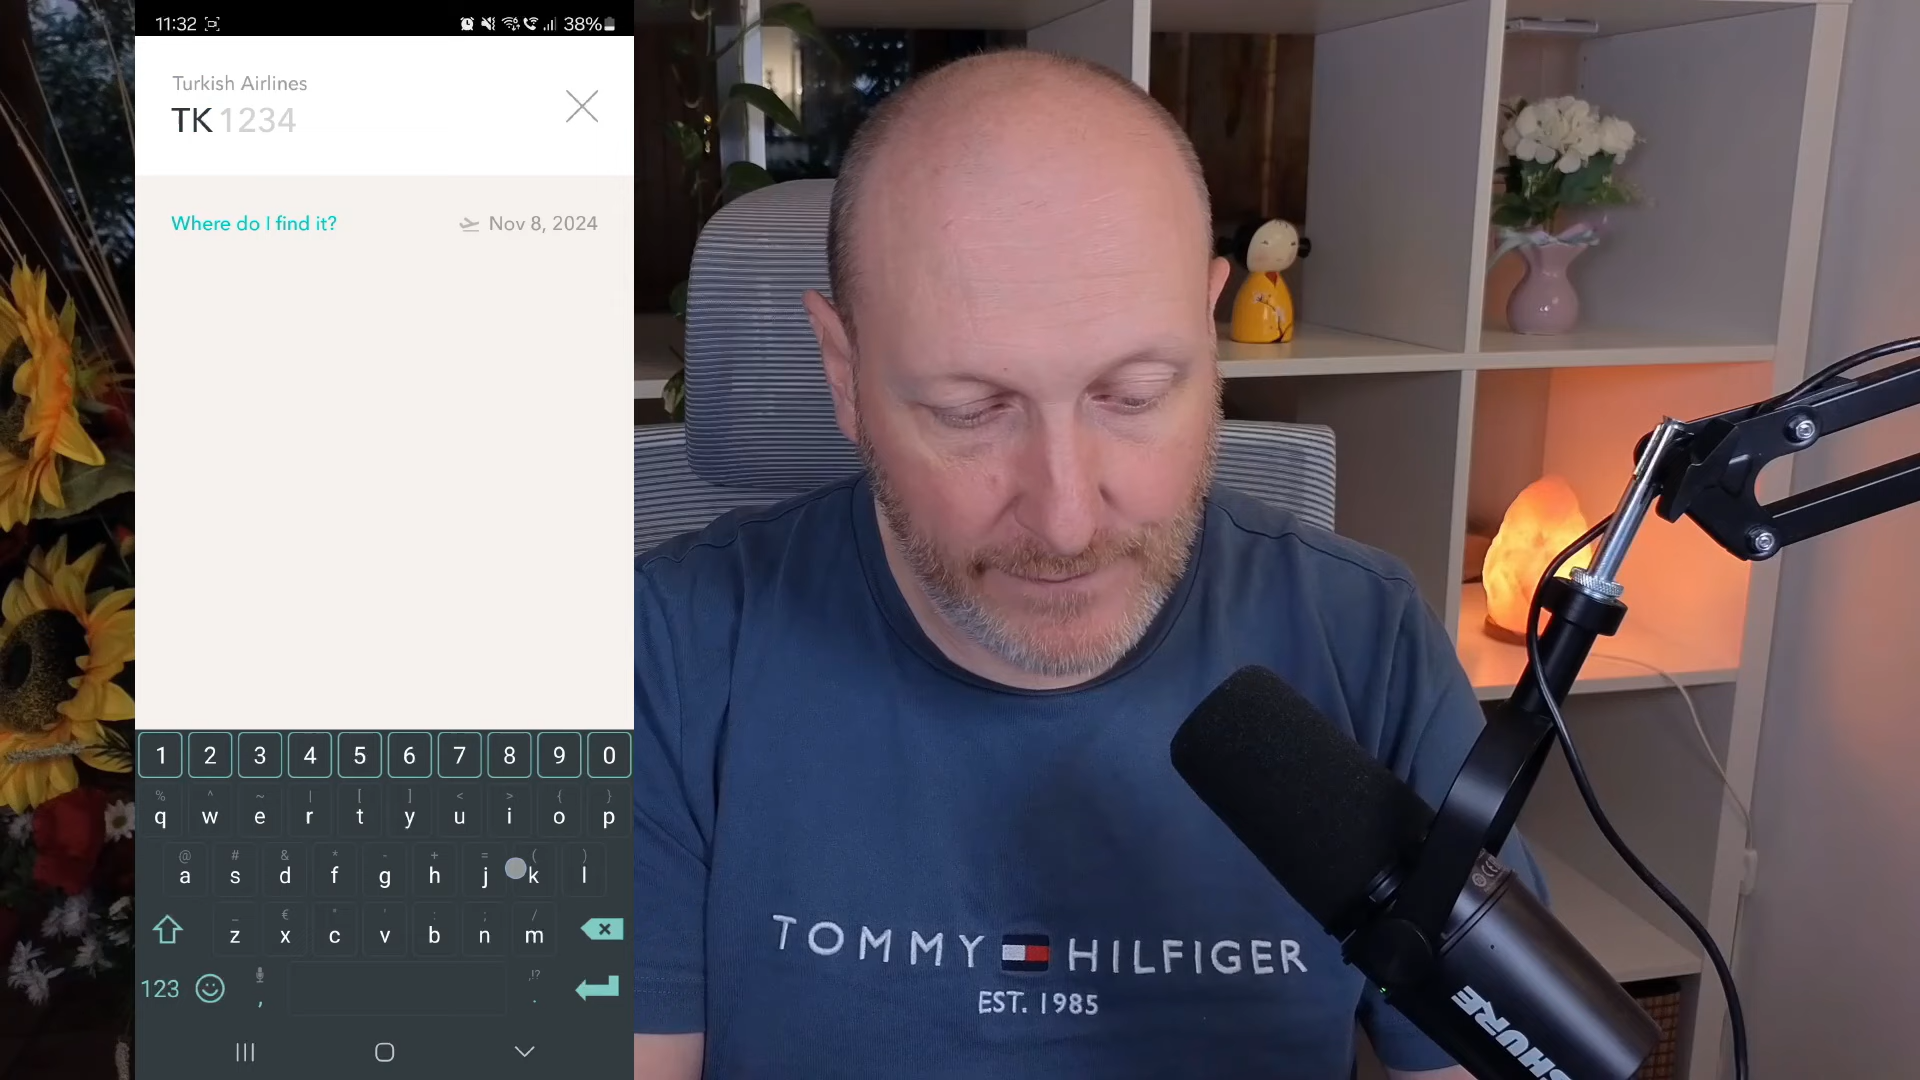 11:32 38%
Turkish Airlines
TK 1234
Where do I find it? Nov 8, 2024
1 2 3 4 5 6 7 8 9 0
% ^ ~ | [ ] < > { }
q w e r t y u i o p
@ # & * - + = ( )
a s d f g h j k l
_ € " ' : ; /
z x c v b n m
123 , .!? .
TOMMY HILFIGER
EST. 1985
SHURE